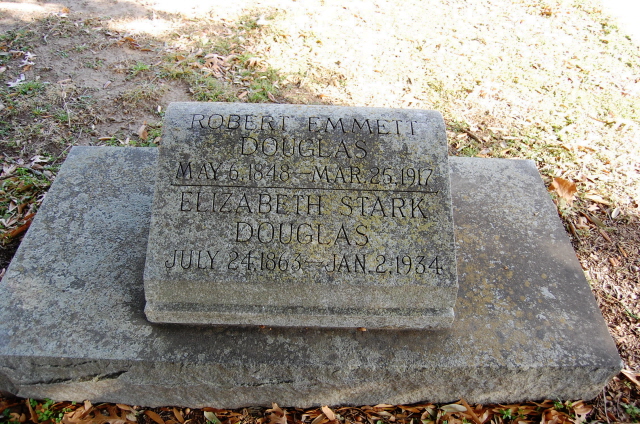 ROBERT EMMETT
DOUGLAS
MAY 6, 1848 — MAR. 25, 1917
ELIZABETH STARK
DOUGLAS
JULY 24, 1863 — JAN. 2, 1934